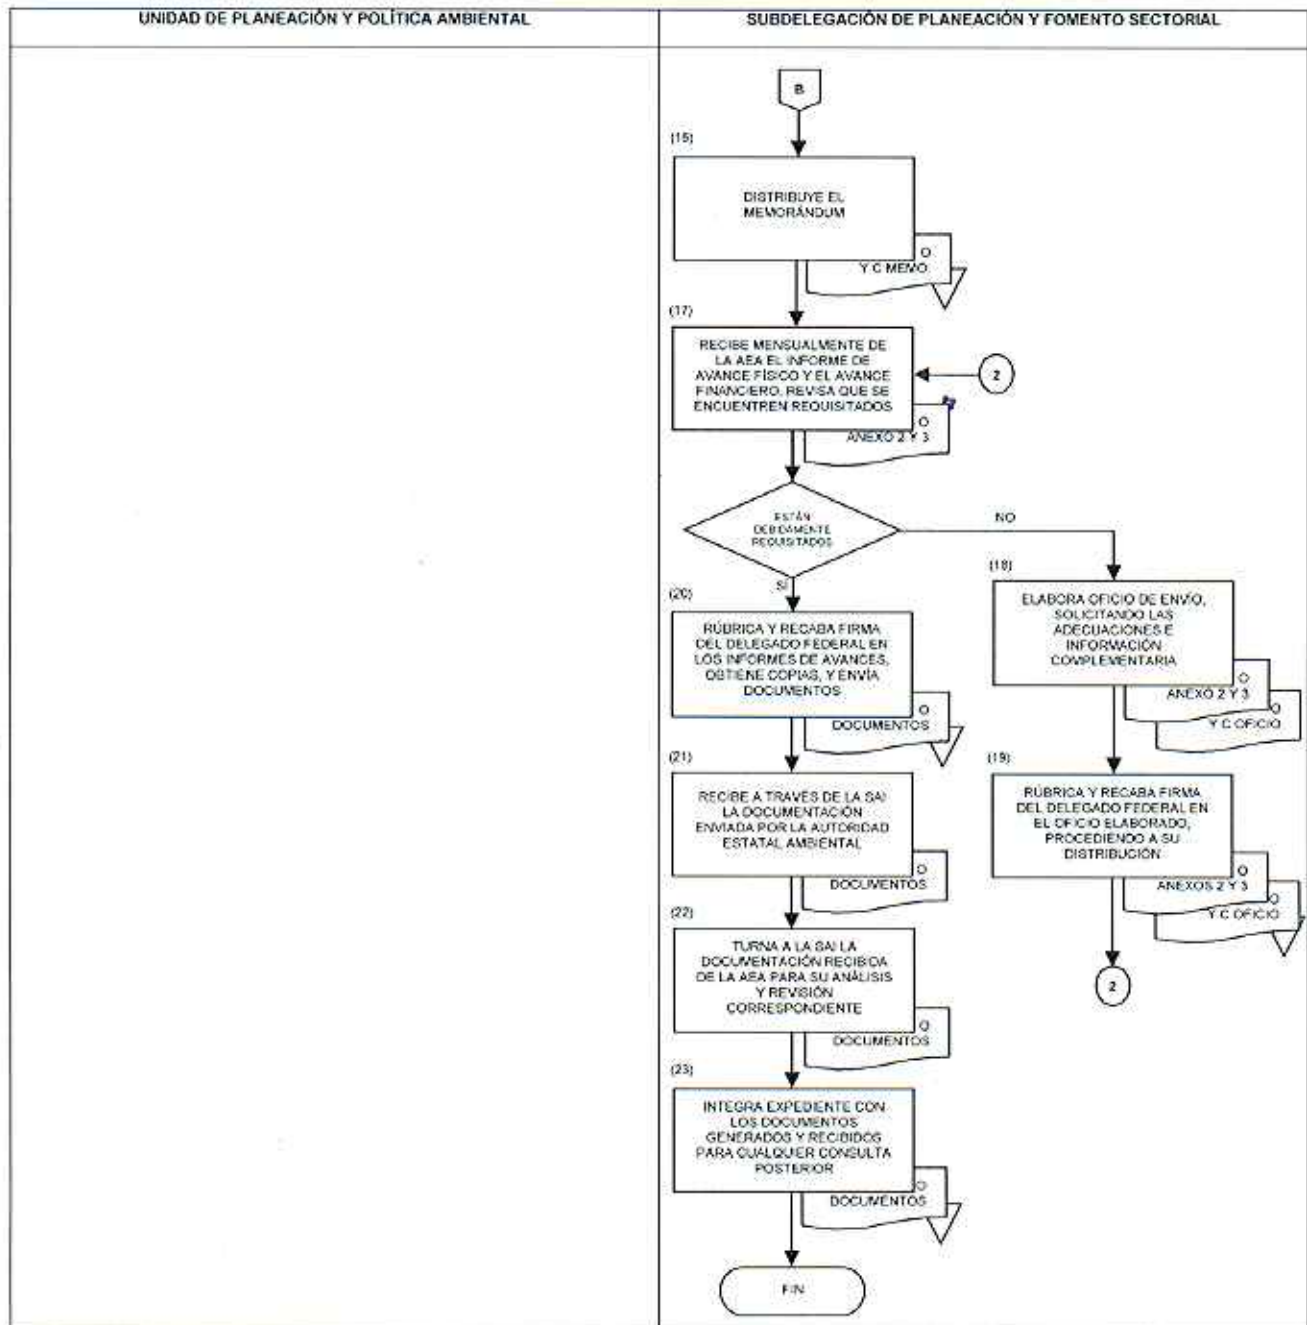 UNIDAD DE PLANEACIÓN Y POLÍTICA AMBIENTAL
SUBDELEGACIÓN DE PLANEACIÓN Y FOMENTO SECTORIAL
B
(15)
DISTRIBUYE EL
MEMORÁNDUM
O
Y C MEMO
(17)
RECIBE MENSUALMENTE DE
LA AEA EL INFORME DE
AVANCE FÍSICO Y EL AVANCE
FINANCIERO, REVISA QUE SE
ENCUENTREN REQUISITADOS
2
O
ANEXO 2 Y 3
ESTÁN
DEBIDAMENTE
REQUISITADOS
NO
SÍ
(18)
ELABORA OFICIO DE ENVÍO,
SOLICITANDO LAS
ADECUACIONES E
INFORMACIÓN
COMPLEMENTARIA
O
ANEXO 2 Y 3
O
Y C OFICIO
(20)
RÚBRICA Y RECABA FIRMA
DEL DELEGADO FEDERAL EN
LOS INFORMES DE AVANCES,
OBTIENE COPIAS, Y ENVÍA
DOCUMENTOS
O
DOCUMENTOS
(19)
RÚBRICA Y RECABA FIRMA
DEL DELEGADO FEDERAL EN
EL OFICIO ELABORADO,
PROCEDIENDO A SU
DISTRIBUCIÓN
O
ANEXOS 2 Y 3
O
Y C OFICIO
2
(21)
RECIBE A TRAVÉS DE LA SAI
LA DOCUMENTACIÓN
ENVIADA POR LA AUTORIDAD
ESTATAL AMBIENTAL
O
DOCUMENTOS
(22)
TURNA A LA SAI LA
DOCUMENTACIÓN RECIBIDA
DE LA AEA PARA SU ANÁLISIS
Y REVISIÓN
CORRESPONDIENTE
O
DOCUMENTOS
(23)
INTEGRA EXPEDIENTE CON
LOS DOCUMENTOS
GENERADOS Y RECIBIDOS
PARA CUALQUIER CONSULTA
POSTERIOR
O
DOCUMENTOS
FIN